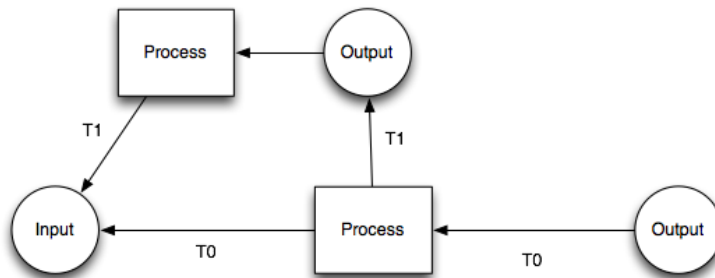 Process
Output
T1
T1
Input
Process
Output
T0
T0